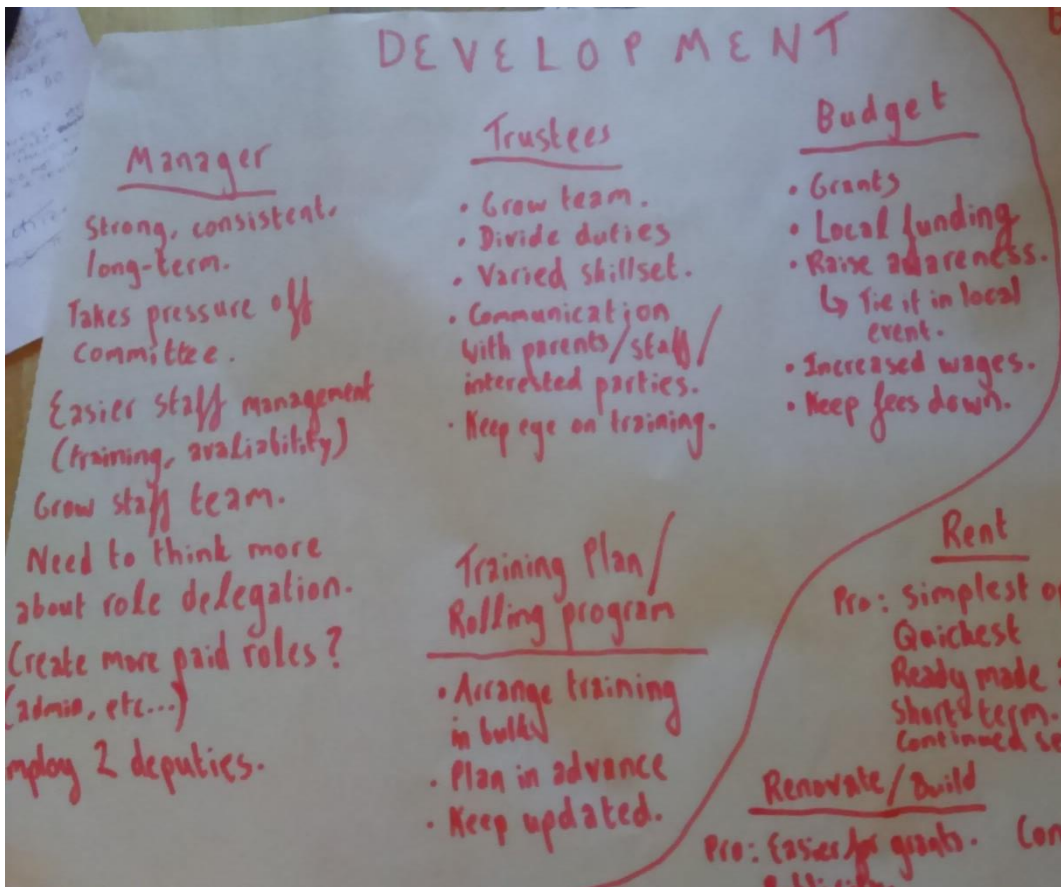 DEVELOPMENT
Manager
Strong, consistent,
long-term.
Takes pressure off
committee.
Easier staff management
(training, avaliability)
Grow staff team.
Need to think more
about role delegation.
Create more paid roles?
(admin, etc...)
mploy 2 deputies.
Trustees
• Grow team.
• Divide duties
• Varied skillset.
• Communication
with parents/staff/
interested parties.
• Keep eye on training.
Budget
• Grants
• Local funding
• Raise awareness.
↳ Tie it in local
event.
• Increased wages.
• Keep fees down.
Training Plan/
Rolling program
• Arrange training
in bulk
• Plan in advance
• Keep updated.
Rent
Pro: simplest
Quickest
Ready made
short term.
Continued
Renovate/Build
Pro: Easier for grants.